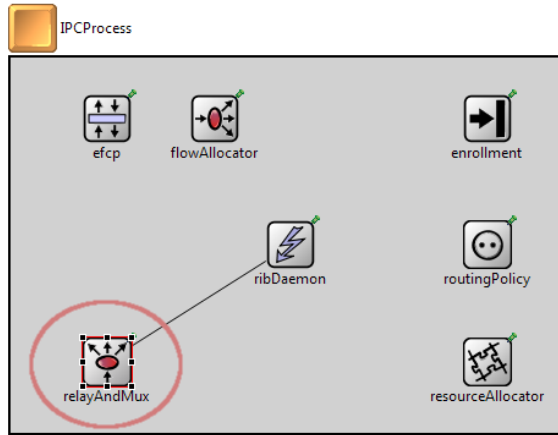 IPCProcess
efcp
flowAllocator
enrollment
ribDaemon
routingPolicy
relayAndMux
resourceAllocator